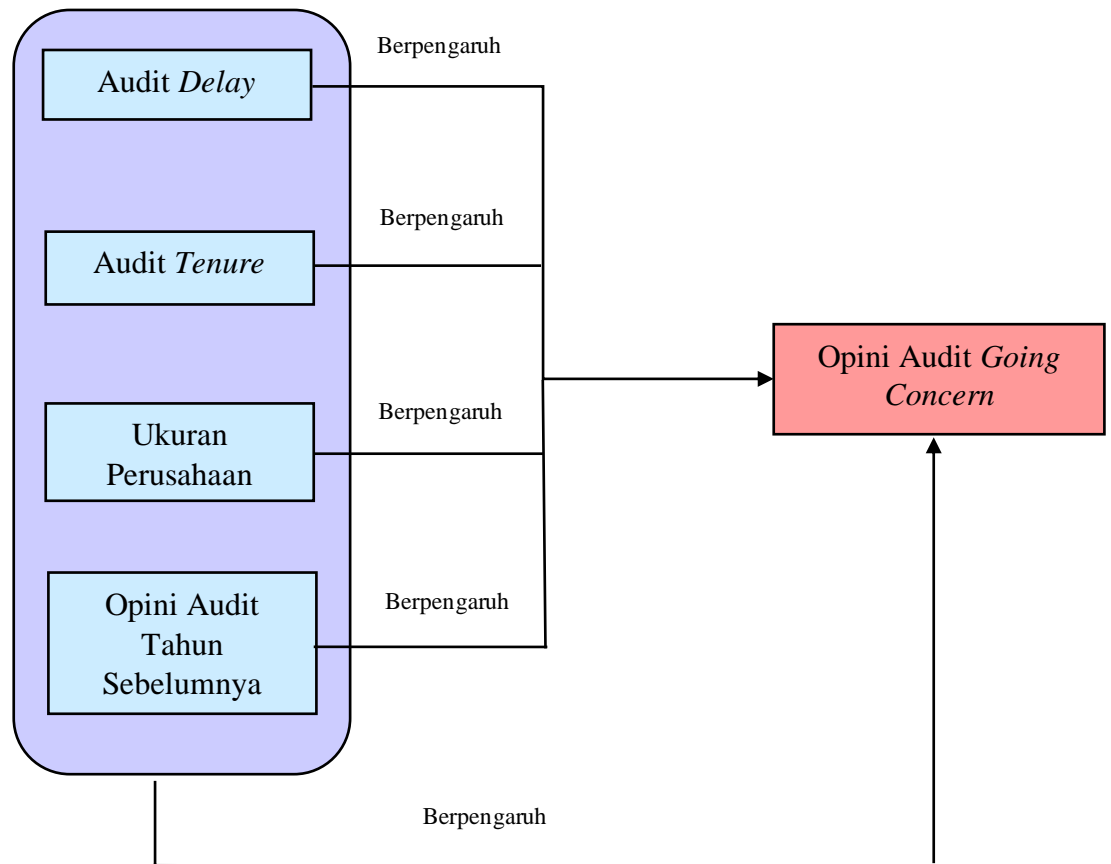 Berpengaruh
Audit Delay
Berpengaruh
Audit Tenure
Opini Audit Going
Concern
Berpengaruh
Ukuran
Perusahaan
Berpengaruh
Opini Audit
Tahun
Sebelumnya
Berpengaruh